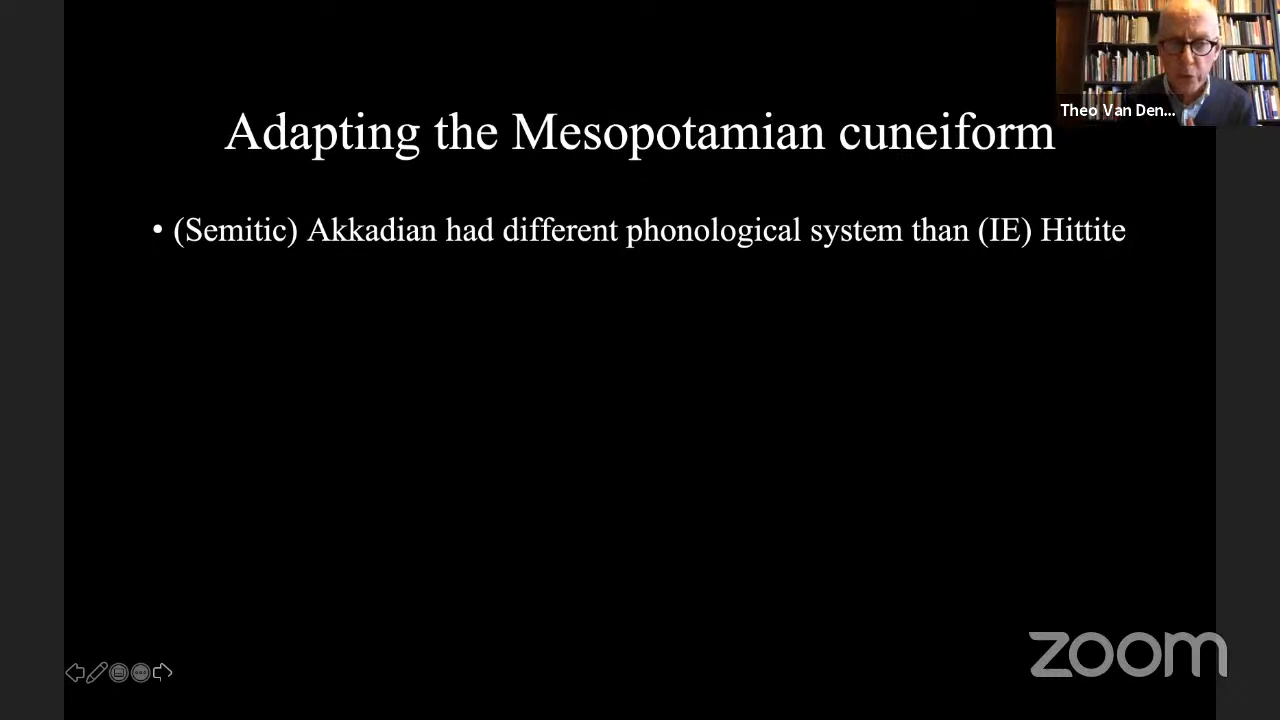 Theo Van Den...
Adapting the Mesopotamian cuneiform
• (Semitic) Akkadian had different phonological system than (IE) Hittite
zoom